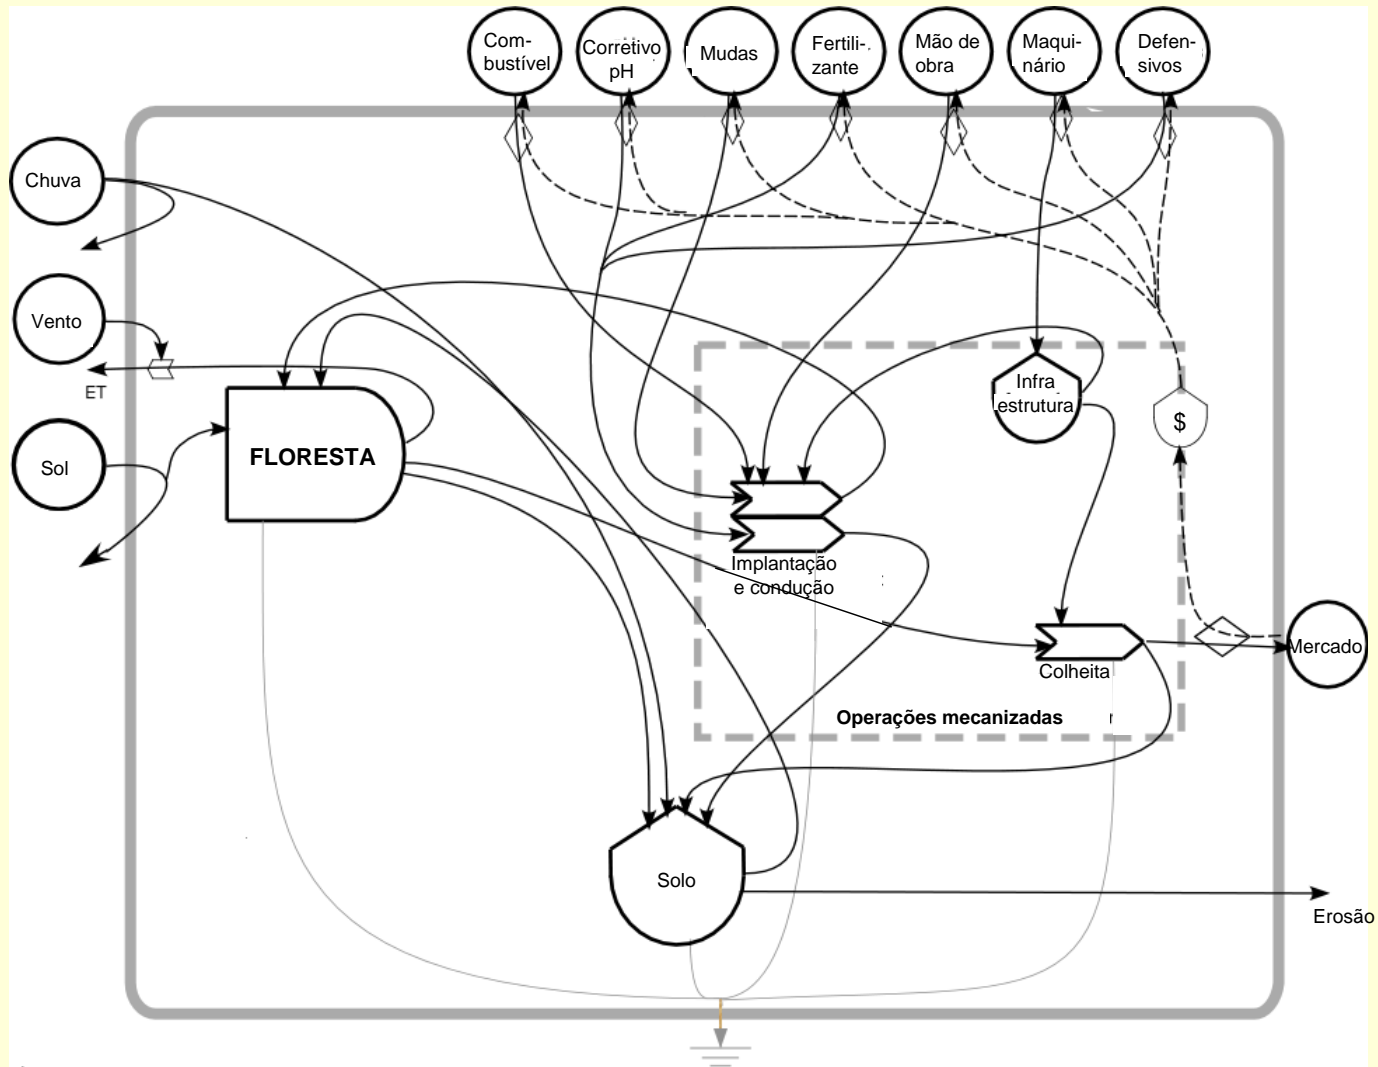 Com-
bustível
Corretivo
pH
Mudas
Fertili-
zante
Mão de
obra
Maqui-
nário
Defen-
sivos
Chuva
Vento
ET
Sol
FLORESTA
Infra
estrutura
$
Implantação
e condução
Colheita
Mercado
Operações mecanizadas
Solo
Erosão